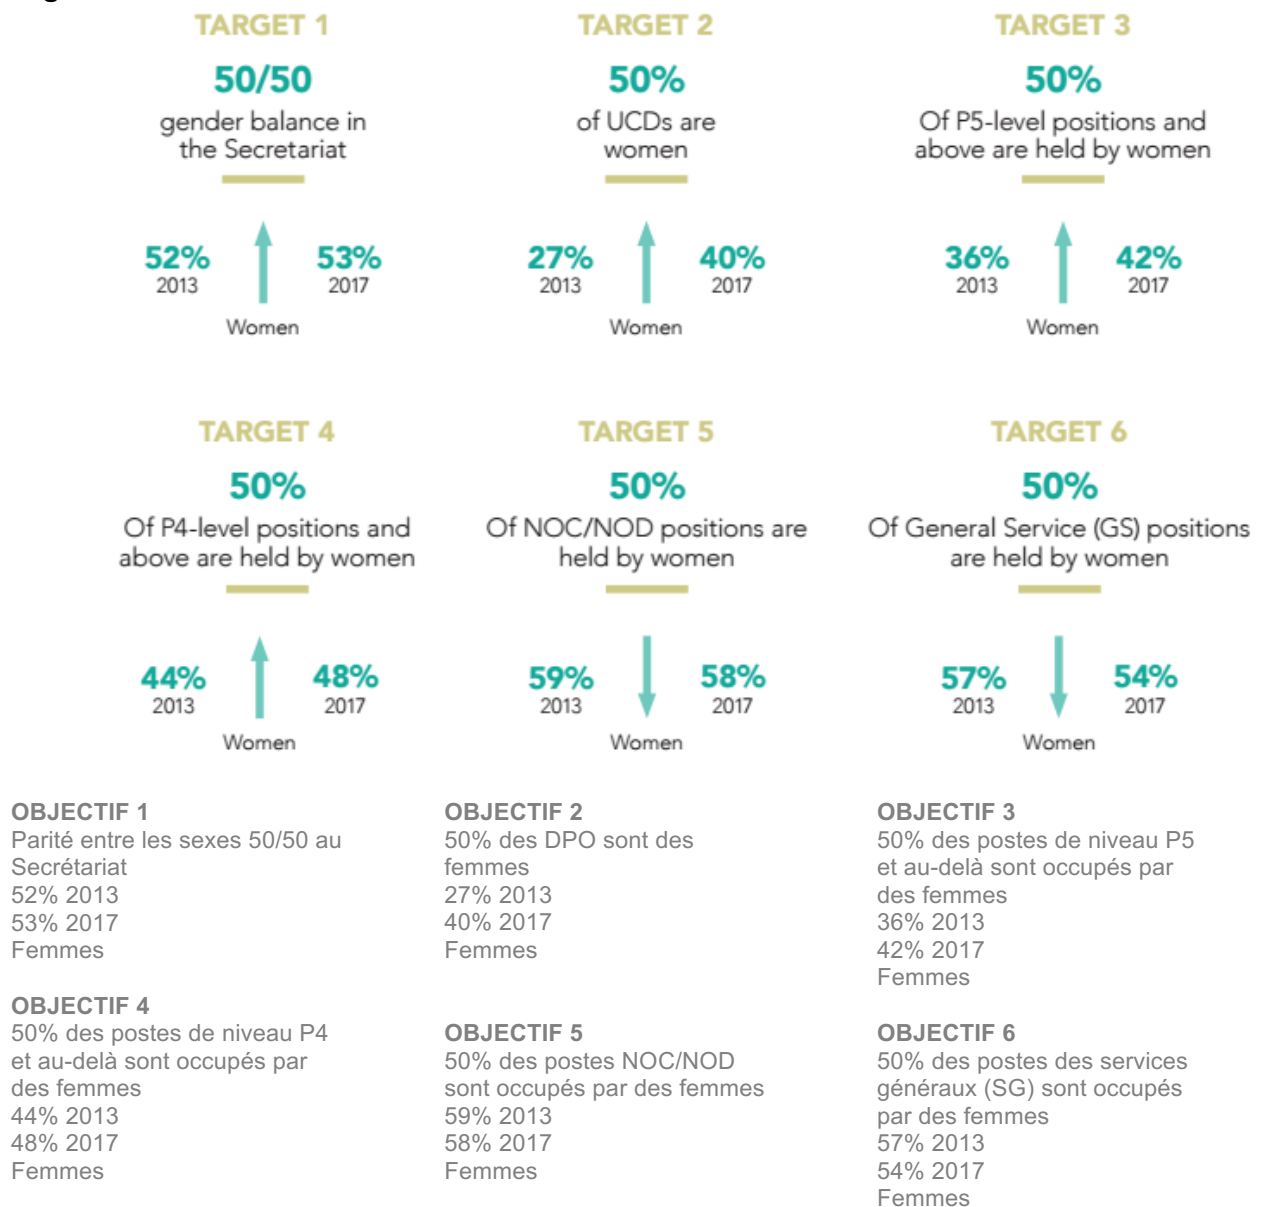 TARGET 1
50/50
gender balance in
the Secretariat
52%
2013
53%
2017
Women
TARGET 2
50%
of UCDs are
women
27%
2013
40%
2017
Women
TARGET 3
50%
Of P5-level positions and
above are held by women
36%
2013
42%
2017
Women
TARGET 4
50%
Of P4-level positions and
above are held by women
44%
2013
48%
2017
Women
TARGET 5
50%
Of NOC/NOD positions are
held by women
59%
2013
58%
2017
Women
TARGET 6
50%
Of General Service (GS) positions
are held by women
57%
2013
54%
2017
Women
OBJECTIF 1
Parité entre les sexes 50/50 au
Secrétariat
52% 2013
53% 2017
Femmes
OBJECTIF 2
50% des DPO sont des
femmes
27% 2013
40% 2017
Femmes
OBJECTIF 3
50% des postes de niveau P5
et au-delà sont occupés par
des femmes
36% 2013
42% 2017
Femmes
OBJECTIF 4
50% des postes de niveau P4
et au-delà sont occupés par
des femmes
44% 2013
48% 2017
Femmes
OBJECTIF 5
50% des postes NOC/NOD
sont occupés par des femmes
59% 2013
58% 2017
Femmes
OBJECTIF 6
50% des postes des services
généraux (SG) sont occupés
par des femmes
57% 2013
54% 2017
Femmes